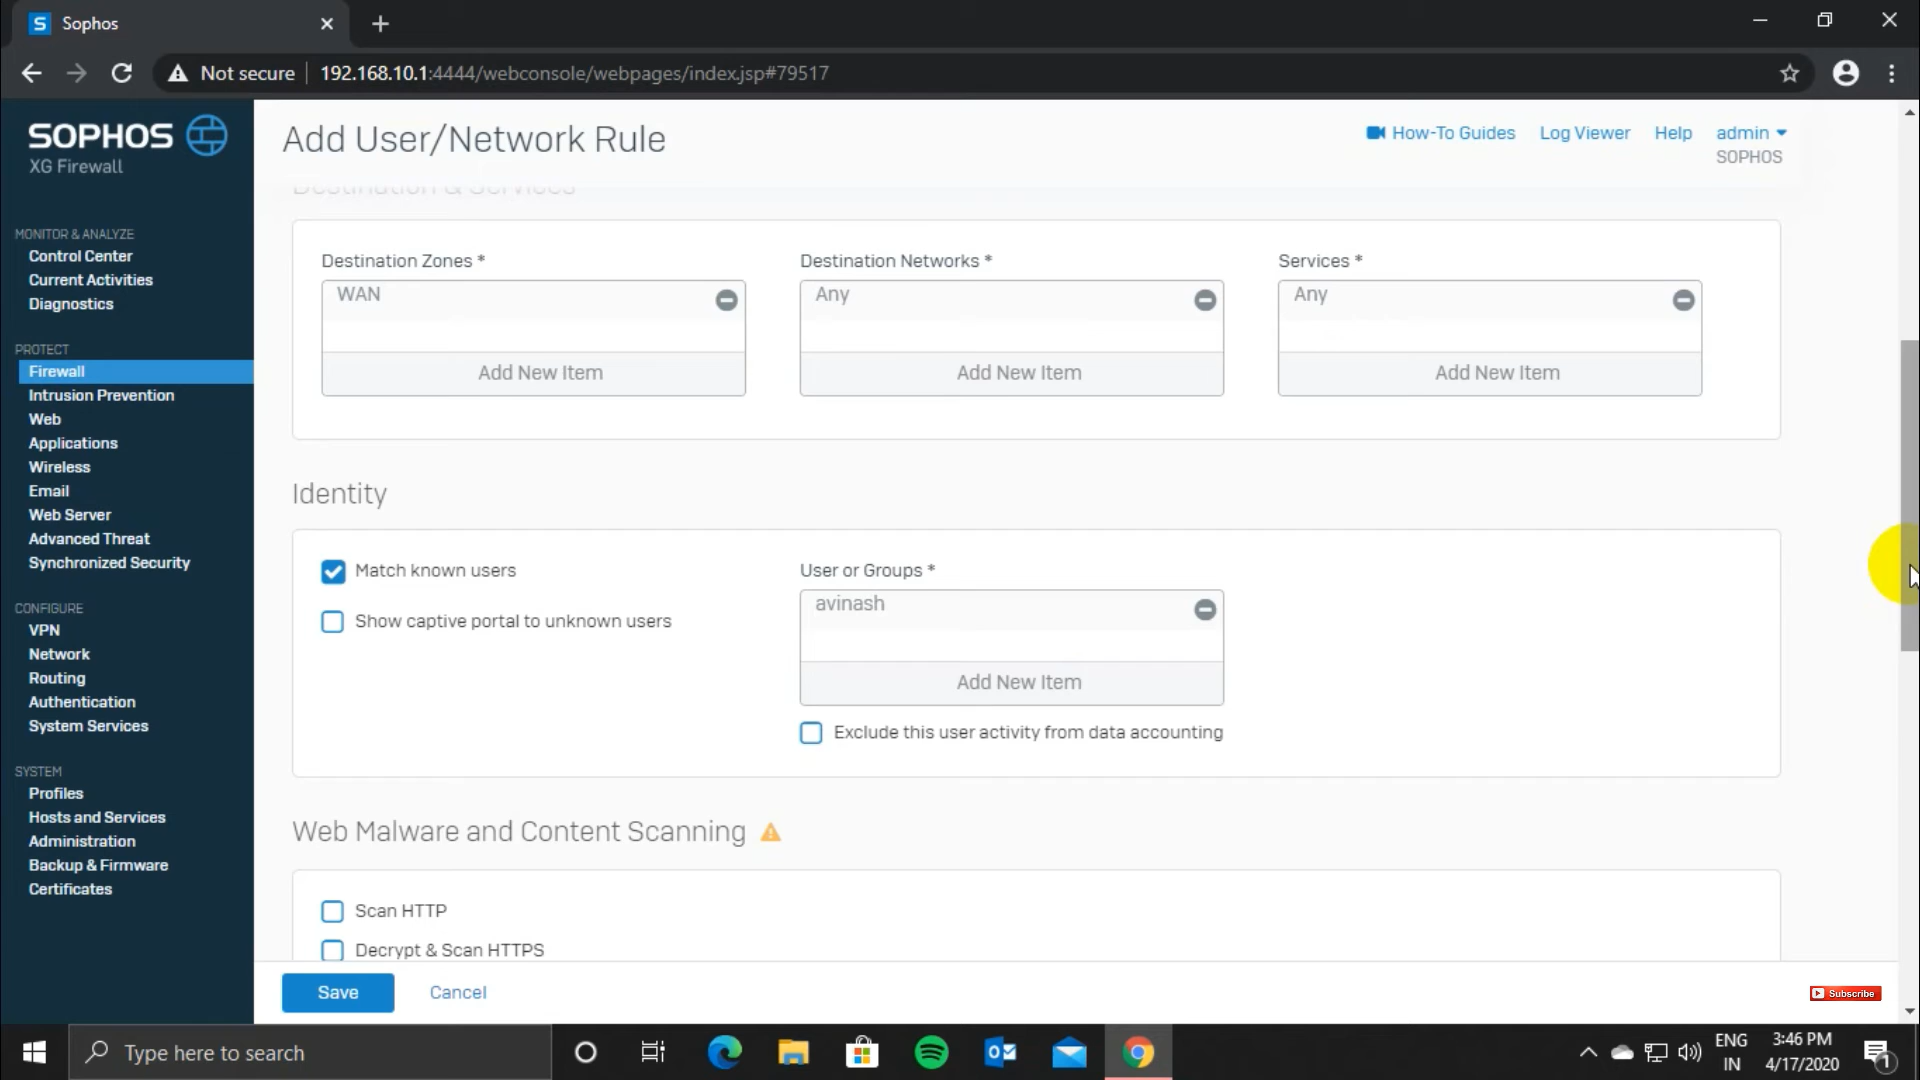 Sophos
Not secure
192.168.10.1:4444/webconsole/webpages/index.jsp#79517
SOPHOS
XG Firewall
Add User/Network Rule
How-To Guides
Log Viewer
Help
admin
SOPHOS
MONITOR & ANALYZE
Control Center
Current Activities
Diagnostics
PROTECT
Firewall
Intrusion Prevention
Web
Applications
Wireless
Email
Web Server
Advanced Threat
Synchronized Security
CONFIGURE
VPN
Network
Routing
Authentication
System Services
SYSTEM
Profiles
Hosts and Services
Administration
Backup & Firmware
Certificates
Destination & Services
Destination Zones *
WAN
Add New Item
Destination Networks *
Any
Add New Item
Services *
Any
Add New Item
Identity
Match known users
Show captive portal to unknown users
User or Groups *
avinash
Add New Item
Exclude this user activity from data accounting
Web Malware and Content Scanning
Scan HTTP
Decrypt & Scan HTTPS
Save
Cancel
Subscribe
Type here to search
ENG
IN
3:46 PM
4/17/2020
1